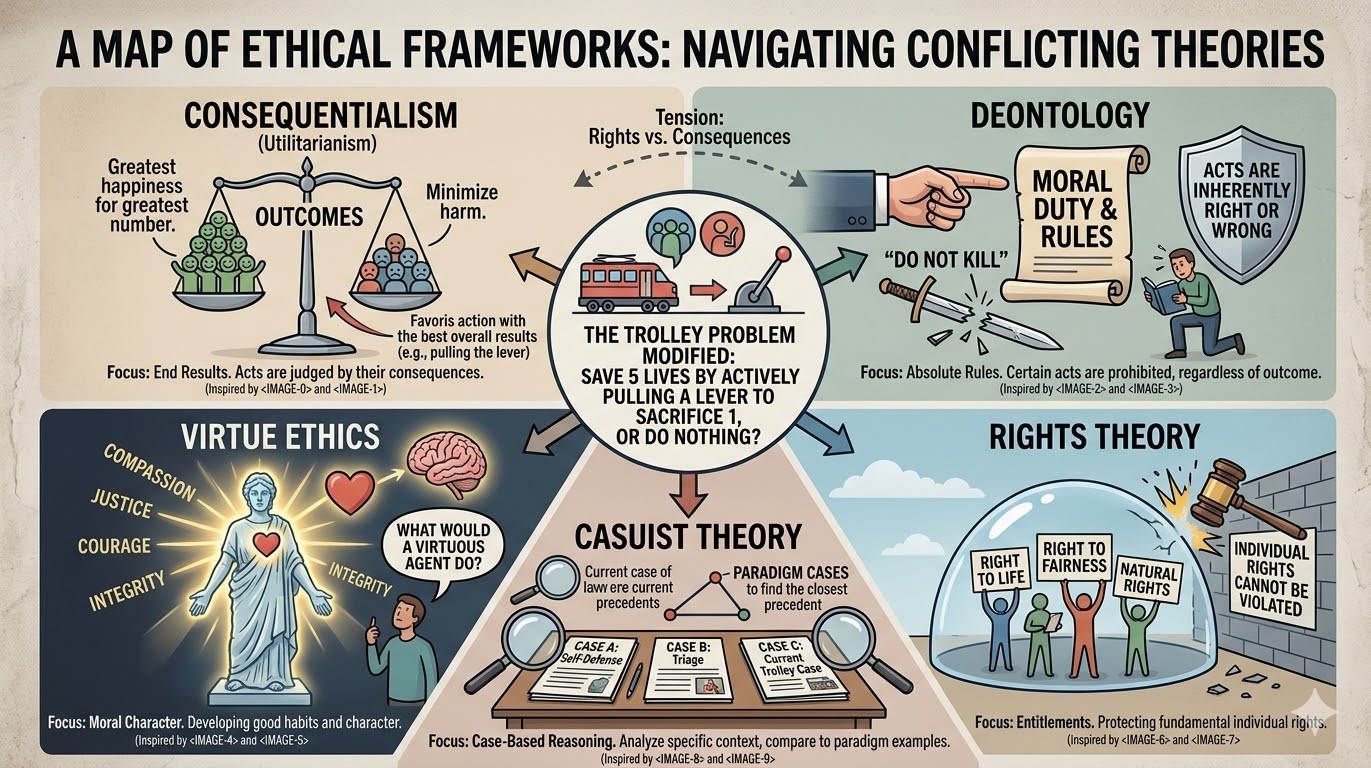 A MAP OF ETHICAL FRAMEWORKS: NAVIGATING CONFLICTING THEORIES
CONSEQUENTIALISM
(Utilitarianism)
Greatest
happiness
for greatest
number.
OUTCOMES
Minimize
harm.
Favoris action with
the best overall results
(e.g., pulling the lever)
Focus: End Results. Acts are judged by their consequences.
(Inspired by <IMAGE-0> and <IMAGE-1>)
Tension:
Rights vs. Consequences
DEONTOLOGY
MORAL
DUTY &
RULES
ACTS ARE
INHERENTLY
RIGHT OR
WRONG
"DO NOT KILL"
Focus: Absolute Rules. Certain acts are prohibited, regardless of outcome.
(Inspired by <IMAGE-2> and <IMAGE-3>)
THE TROLLEY PROBLEM
MODIFIED:
SAVE 5 LIVES BY ACTIVELY
PULLING A LEVER TO
SACRIFICE 1,
OR DO NOTHING?
VIRTUE ETHICS
COMPASSION
JUSTICE
COURAGE
INTEGRITY
INTEGRITY
WHAT WOULD
A VIRTUOUS
AGENT DO?
Focus: Moral Character. Developing good habits and character.
(Inspired by <IMAGE-4> and <IMAGE-S>
CASUIST THEORY
Current case of
law ere current
precedents
PARADIGM CASES
to find the closest
precedent
CASE A:
Self-Defense
CASE B:
Triage
CASE C:
Current
Trolley Case
Focus: Case-Based Reasoning. Analyze specific context, compare to paradigm examples.
(Inspired by <IMAGE-8> and <IMAGE-9>
RIGHTS THEORY
RIGHT
TO LIFE
RIGHT TO
FAIRNESS
NATURAL
RIGHTS
INDIVIDUAL
RIGHTS
CANNOT BE
VIOLATED
Focus: Entitlements. Protecting fundamental individual rights.
(Inspired by <IMAGE-6> and <IMAGE-7>